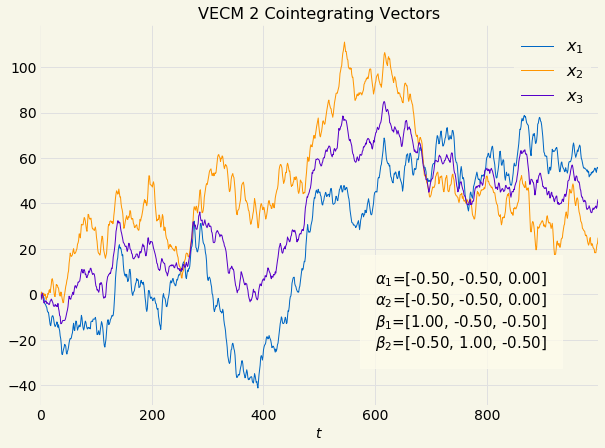 VECM 2 Cointegrating Vectors
x₁
x₂
x₃
100
80
60
40
20
0
−20
−40
α₁=[-0.50, -0.50, 0.00]
α₂=[-0.50, -0.50, 0.00]
β₁=[1.00, -0.50, -0.50]
β₂=[-0.50, 1.00, -0.50]
0 200 400 600 800
t